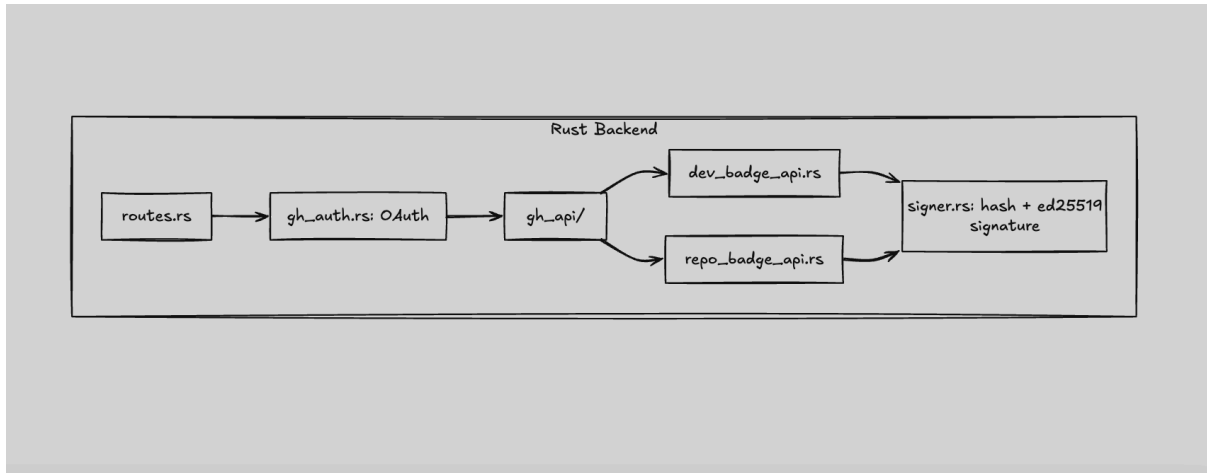 Rust Backend
routes.rs
gh_auth.rs: OAuth
gh_api/
dev_badge_api.rs
repo_badge_api.rs
signer.rs: hash + ed25519
signature